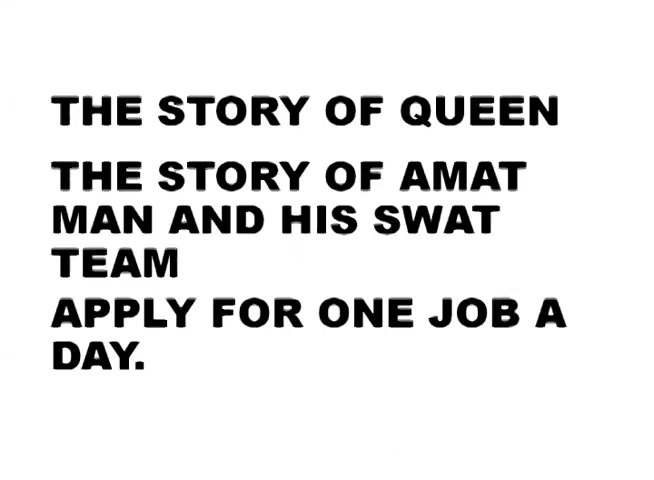 THE STORY OF QUEEN
THE STORY OF AMAT
MAN AND HIS SWAT
TEAM
APPLY FOR ONE JOB A
DAY.